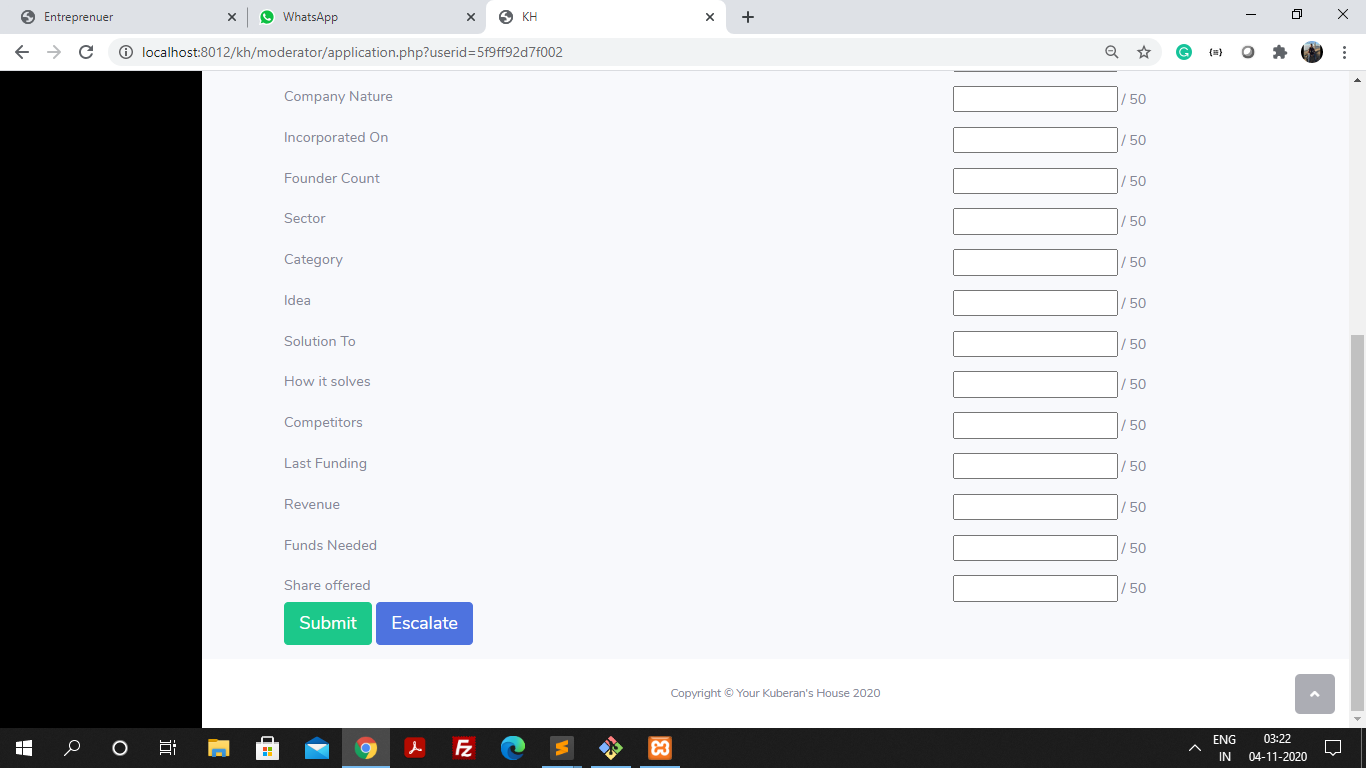 Entreprenuer
WhatsApp
KH
localhost:8012/kh/moderator/application.php?userid=5f9ff92d7f002
Company Nature / 50
Incorporated On / 50
Founder Count / 50
Sector / 50
Category / 50
Idea / 50
Solution To / 50
How it solves / 50
Competitors / 50
Last Funding / 50
Revenue / 50
Funds Needed / 50
Share offered / 50
Submit Escalate
Copyright © Your Kuberan's House 2020
ENG 03:22
IN 04-11-2020